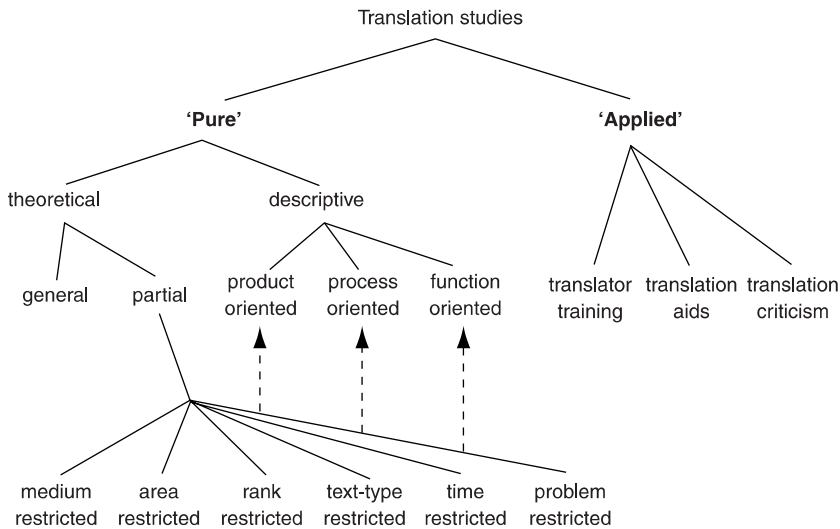 Translation studies
'Pure'
'Applied'
theoretical
descriptive
general
partial
product
oriented
process
oriented
function
oriented
translator
training
translation
aids
translation
criticism
medium
restricted
area
restricted
rank
restricted
text-type
restricted
time
restricted
problem
restricted